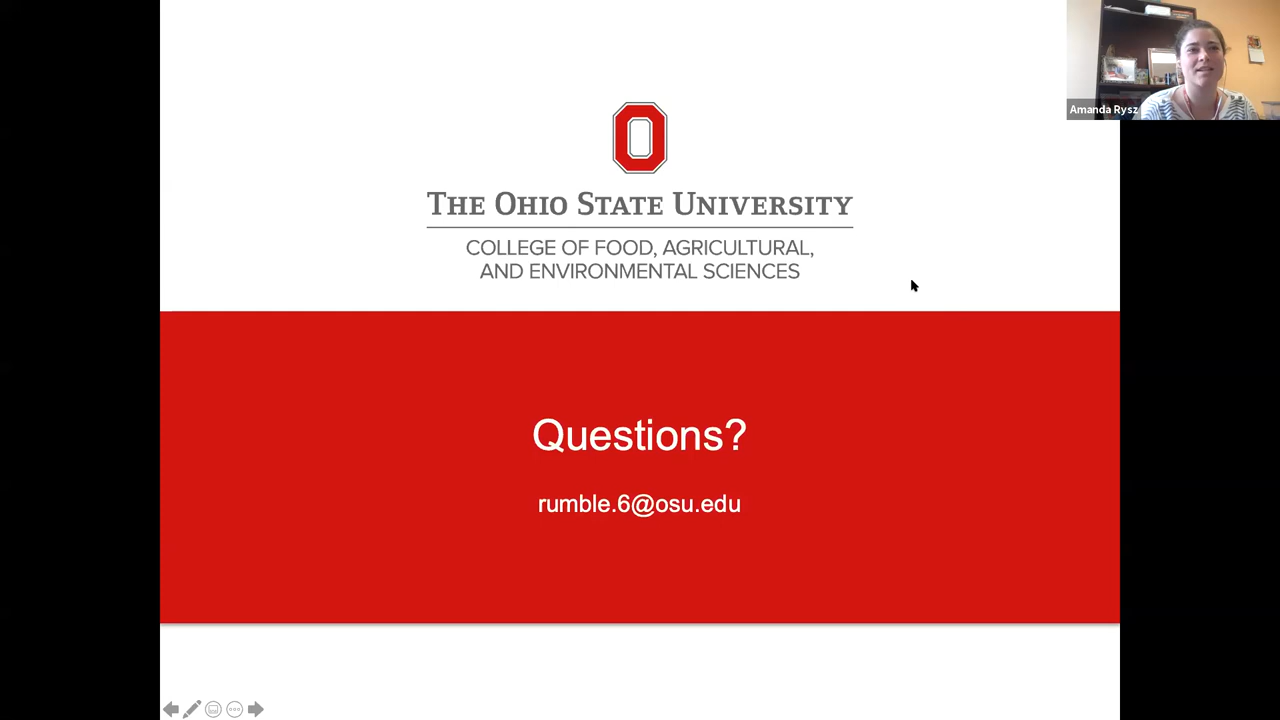 Amanda Rysz
THE OHIO STATE UNIVERSITY
COLLEGE OF FOOD, AGRICULTURAL,
AND ENVIRONMENTAL SCIENCES
Questions?
rumble.6@osu.edu